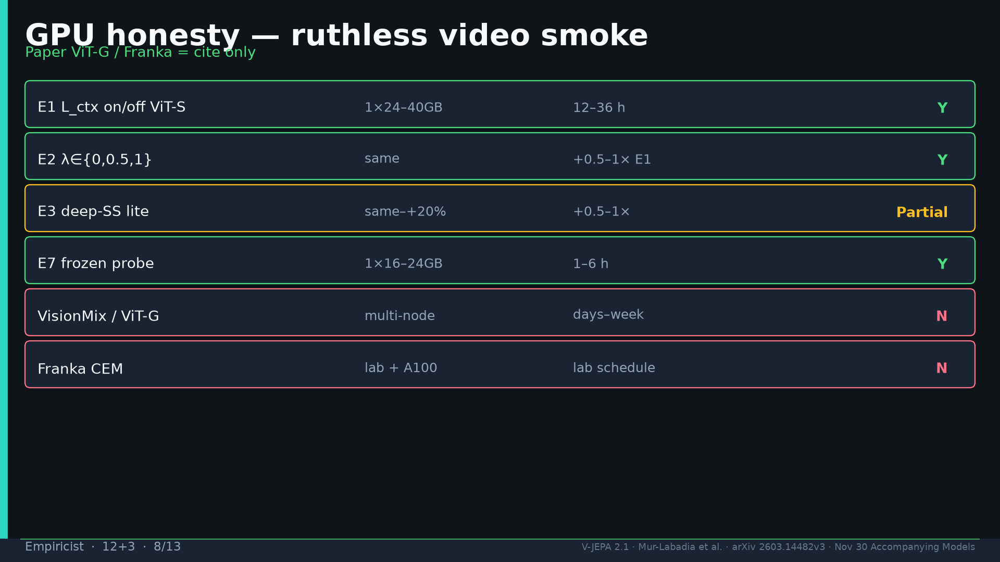 GPU honesty — ruthless video smoke
Paper ViT-G / Franka = cite only
E1 L_ctx on/off ViT-S 1×24–40GB 12–36 h Y
E2 λ∈{0,0.5,1} same +0.5–1× E1 Y
E3 deep-SS lite same–+20% +0.5–1× Partial
E7 frozen probe 1×16–24GB 1–6 h Y
VisionMix / ViT-G multi-node days–week N
Franka CEM lab + A100 lab schedule N
Empiricist · 12+3 · 8/13 V-JEPA 2.1 · Mur-Labadia et al. · arXiv 2603.14482v3 · Nov 30 Accompanying Models